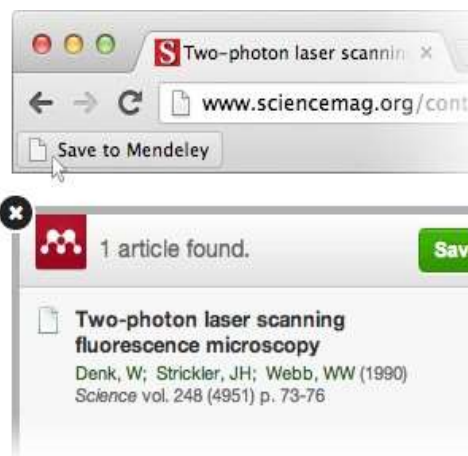 S Two-photon laser scannin
www.sciencemag.org/cont
Save to Mendeley
1 article found.
Sav
Two-photon laser scanning
fluorescence microscopy
Denk, W; Strickler, JH; Webb, WW (1990)
Science vol. 248 (4951) p. 73-76